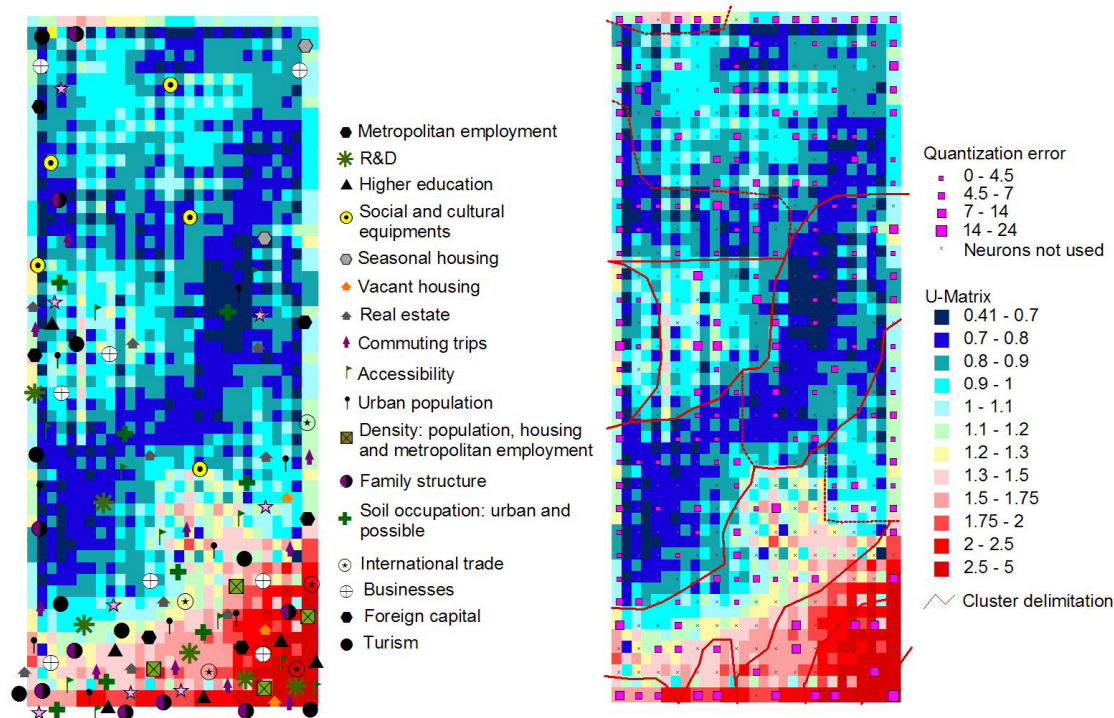 Metropolitan employment
R&D
Higher education
Social and cultural
equipments
Seasonal housing
Vacant housing
Real estate
Commuting trips
Accessibility
Urban population
Density: population, housing
and metropolitan employment
Family structure
Soil occupation: urban and
possible
International trade
Businesses
Foreign capital
Turism
Quantization error
0 - 4.5
4.5 - 7
7 - 14
14 - 24
Neurons not used
U-Matrix
0.41 - 0.7
0.7 - 0.8
0.8 - 0.9
0.9 - 1
1 - 1.1
1.1 - 1.2
1.2 - 1.3
1.3 - 1.5
1.5 - 1.75
1.75 - 2
2 - 2.5
2.5 - 5
Cluster delimitation